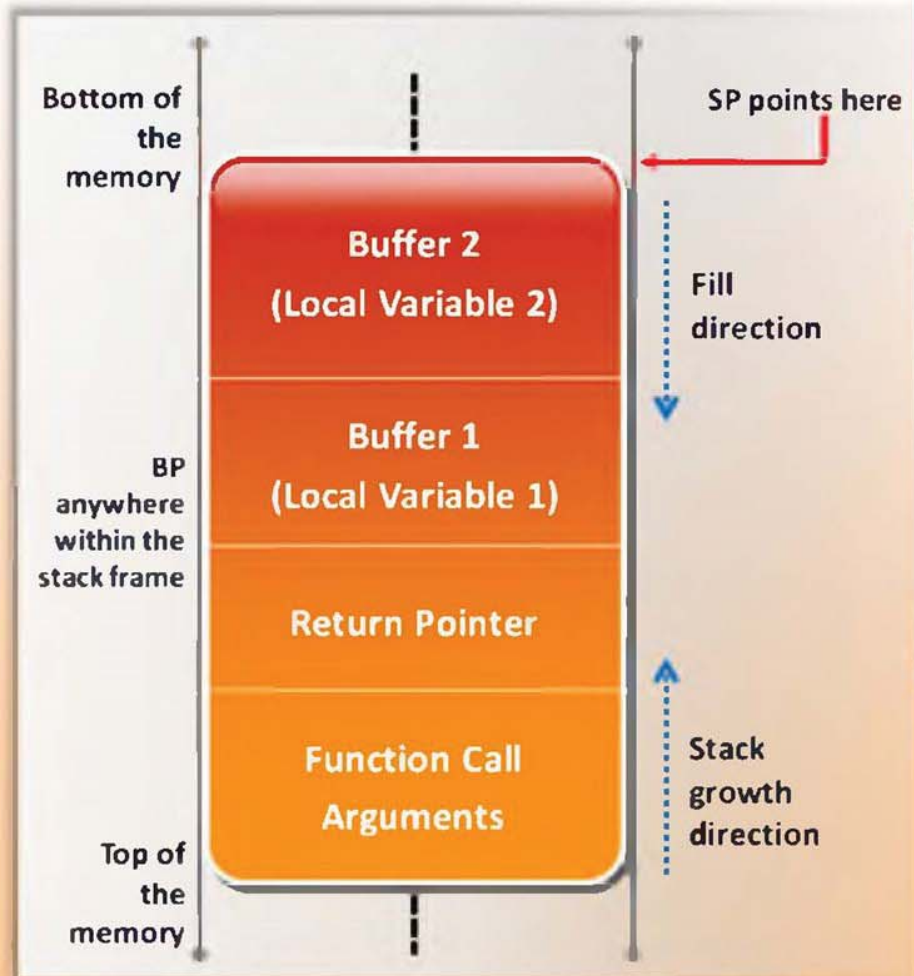 Bottom of
the
memory
SP points here
Buffer 2
(Local Variable 2)
Fill
direction
Buffer 1
(Local Variable 1)
BP
anywhere
within the
stack frame
Return Pointer
Function Call
Arguments
Stack
growth
direction
Top of
the
memory